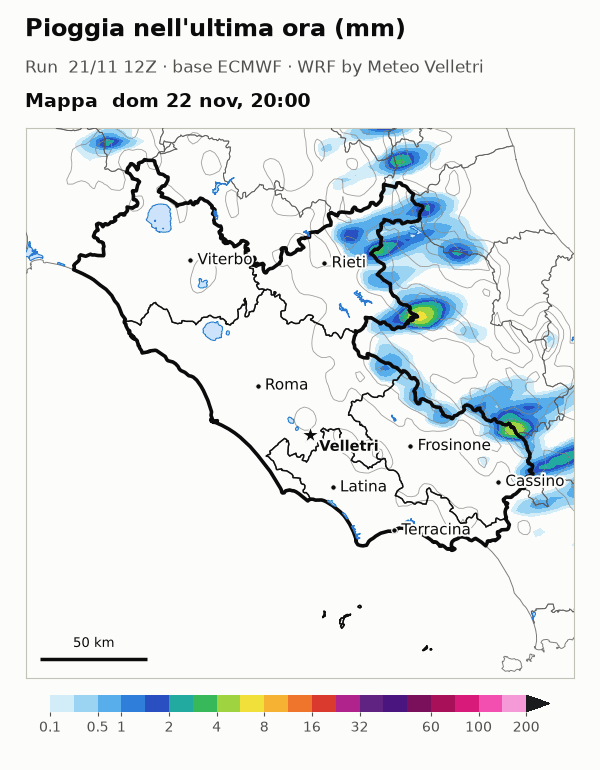 Pioggia nell'ultima ora (mm)
Run  21/11 12Z · base ECMWF · WRF by Meteo Velletri
Mappa  dom 22 nov, 20:00
Viterbo
Rieti
Roma
Velletri
Frosinone
Cassino
Latina
Terracina
50 km
0.1 0.5 1 2 4 8 16 32 60 100 200